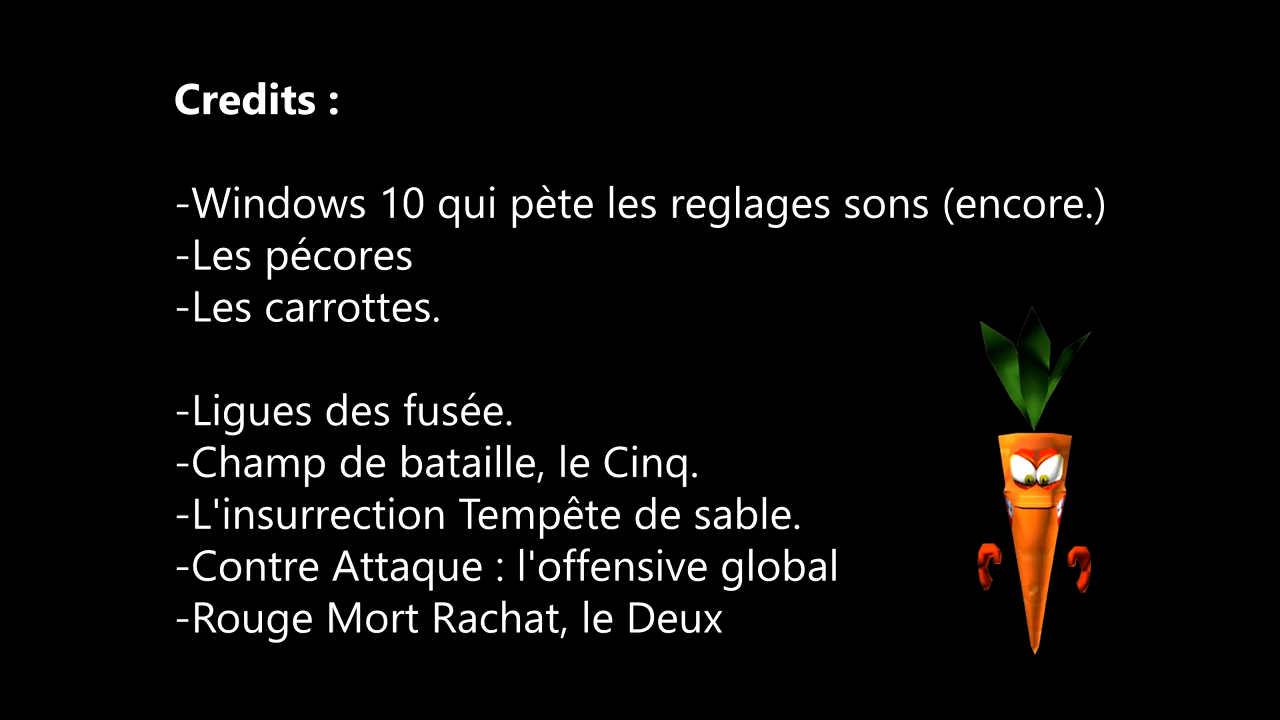 Credits :
-Windows 10 qui pète les reglages sons (encore.)
-Les pécores
-Les carrottes.
-Ligues des fusée.
-Champ de bataille, le Cinq.
-L'insurrection Tempête de sable.
-Contre Attaque : l'offensive global
-Rouge Mort Rachat, le Deux